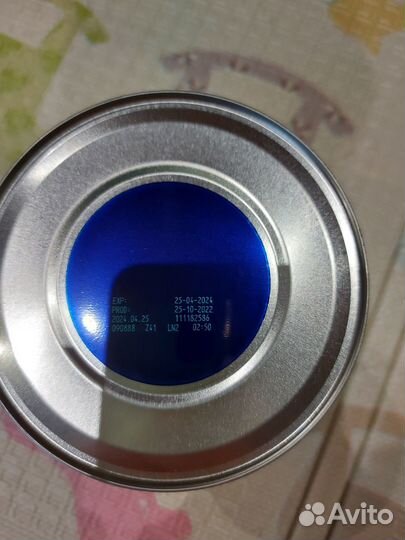 EXP: 25-04-2024
PROD: 25-10-2022
2024.04.25 111182586
090888 Z41 LN2 02:50
Avito